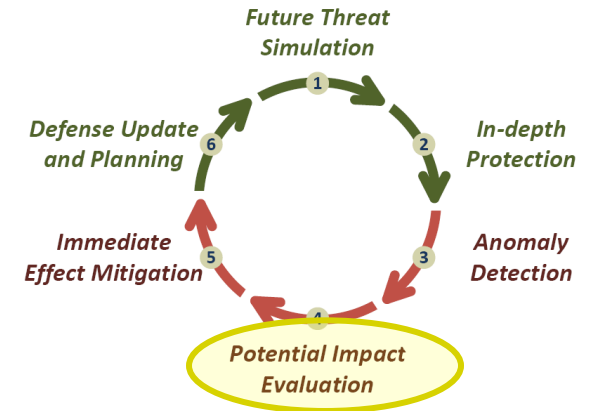 Future Threat
Simulation
1
Defense Update
and Planning
6
2
In-depth
Protection
Immediate
Effect Mitigation
5
3
Anomaly
Detection
4
Potential Impact
Evaluation